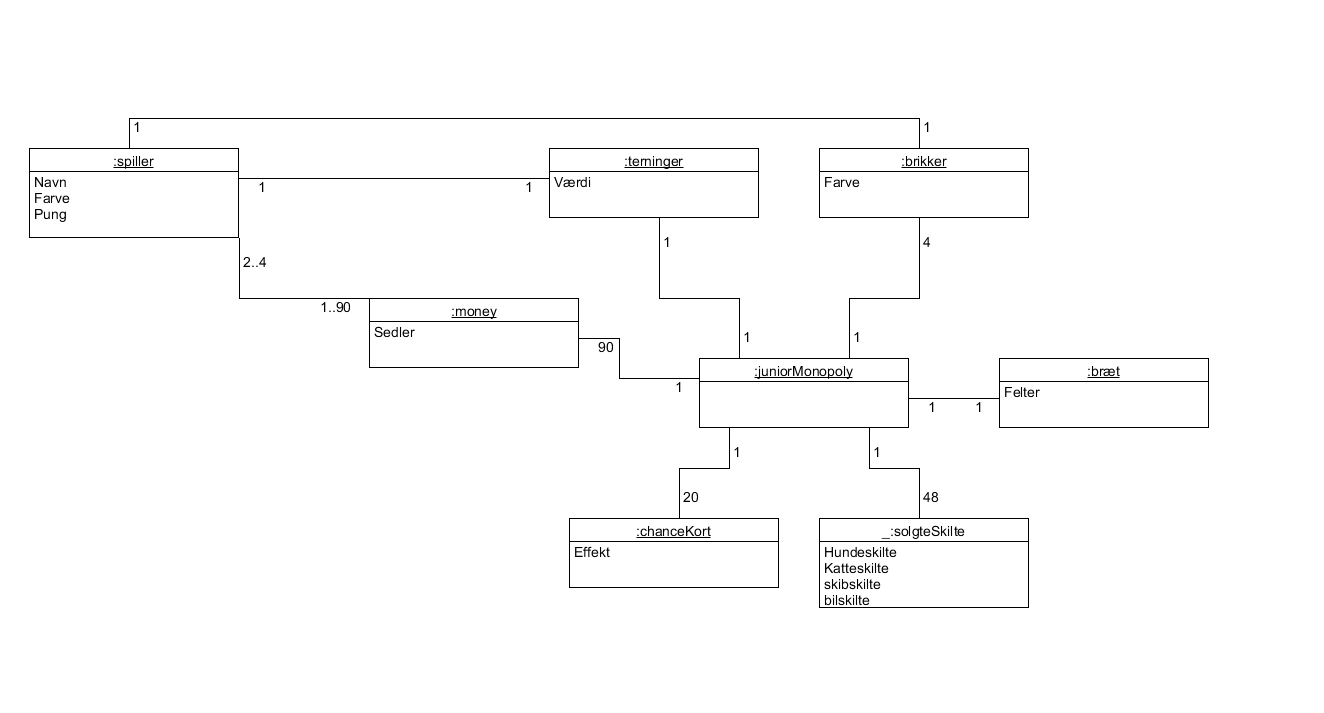 1
1
:spiller
Navn
Farve
Pung
:terninger
Værdi
:brikker
Farve
1
1
1
4
2..4
1..90
:money
Sedler
90
1
1
1
:juniorMonopoly
1
1
:bræt
Felter
1
1
20
48
:chanceKort
Effekt
_:solgteSkilte
Hundeskilte
Katteskilte
skibskilte
bilskilte